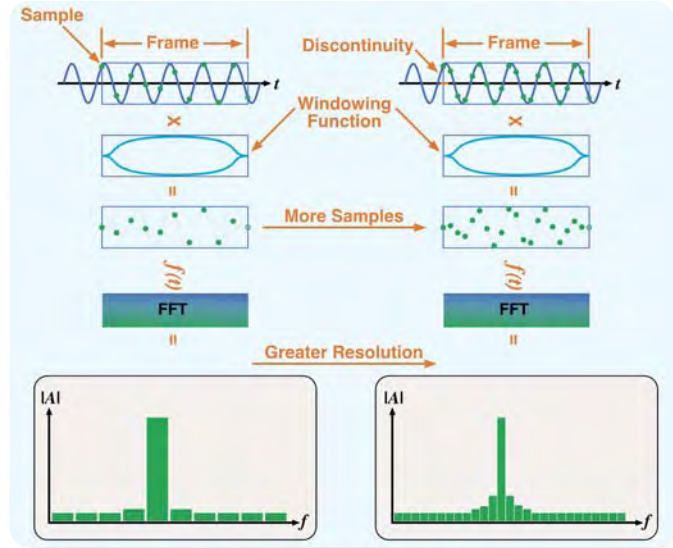 Sample
Frame
Discontinuity
Frame
t
t
X
Windowing
Function
X
=
=
More Samples
f(t)
f(t)
FFT
FFT
=
=
Greater Resolution
|A|
|A|
f
f